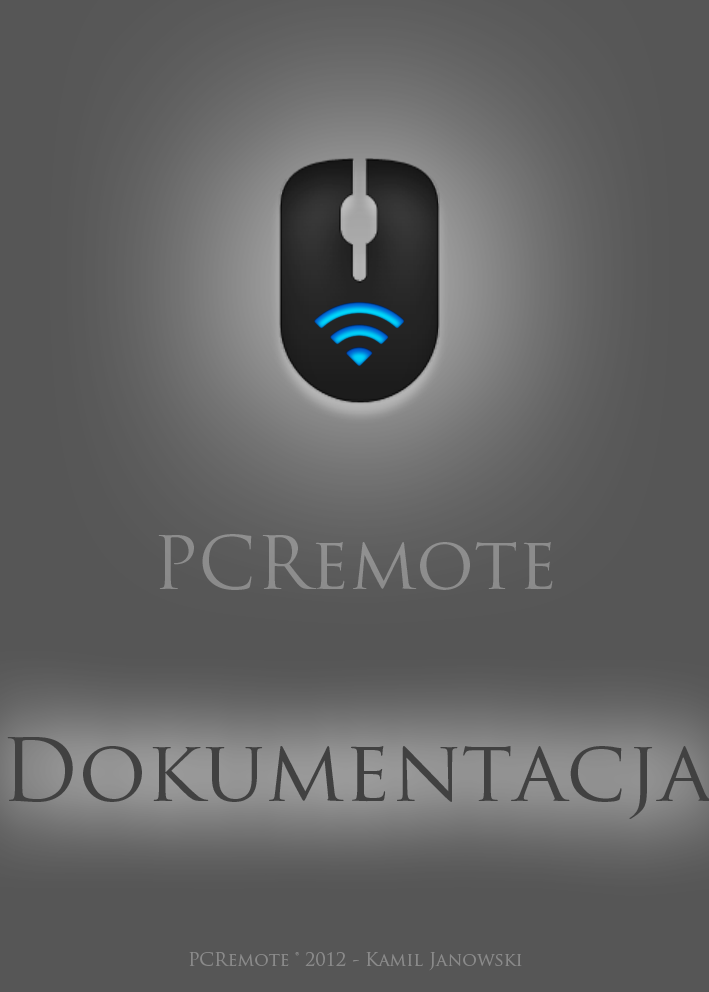 PCRemote
Dokumentacja
PCRemote ® 2012 - Kamil Janowski